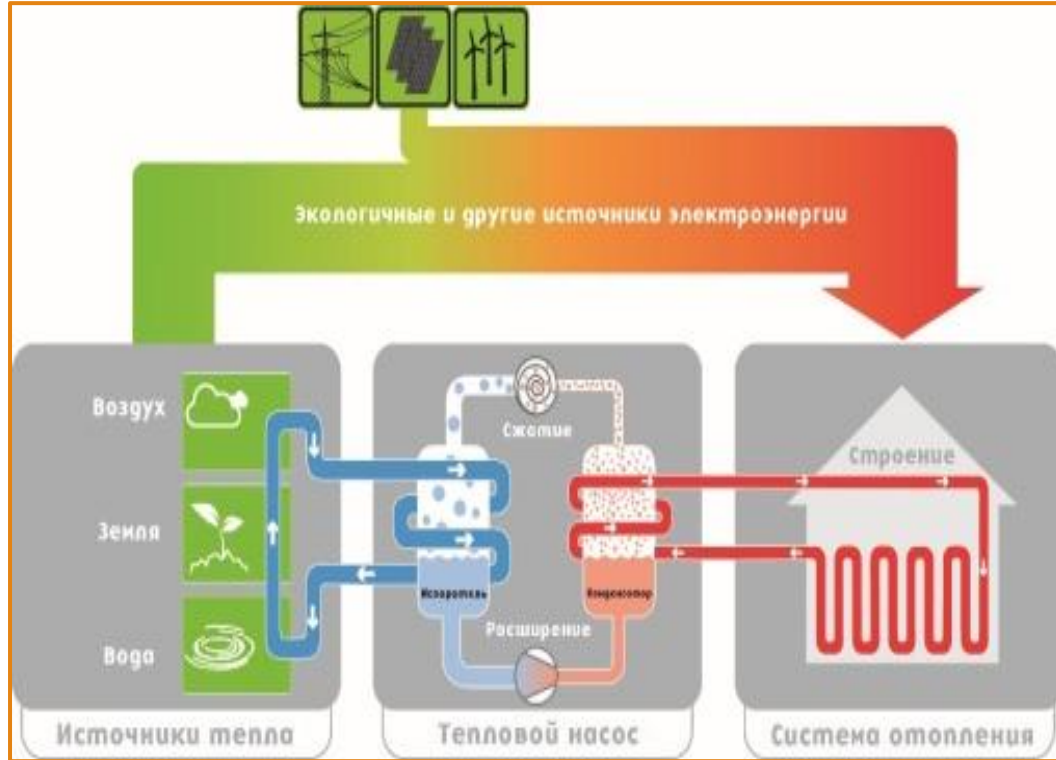 Экологичные и другие источники электроэнергии
Воздух
Земля
Вода
Сжатие
Испаритель
Конденсатор
Расширение
Строение
Источники тепла
Тепловой насос
Система отопления